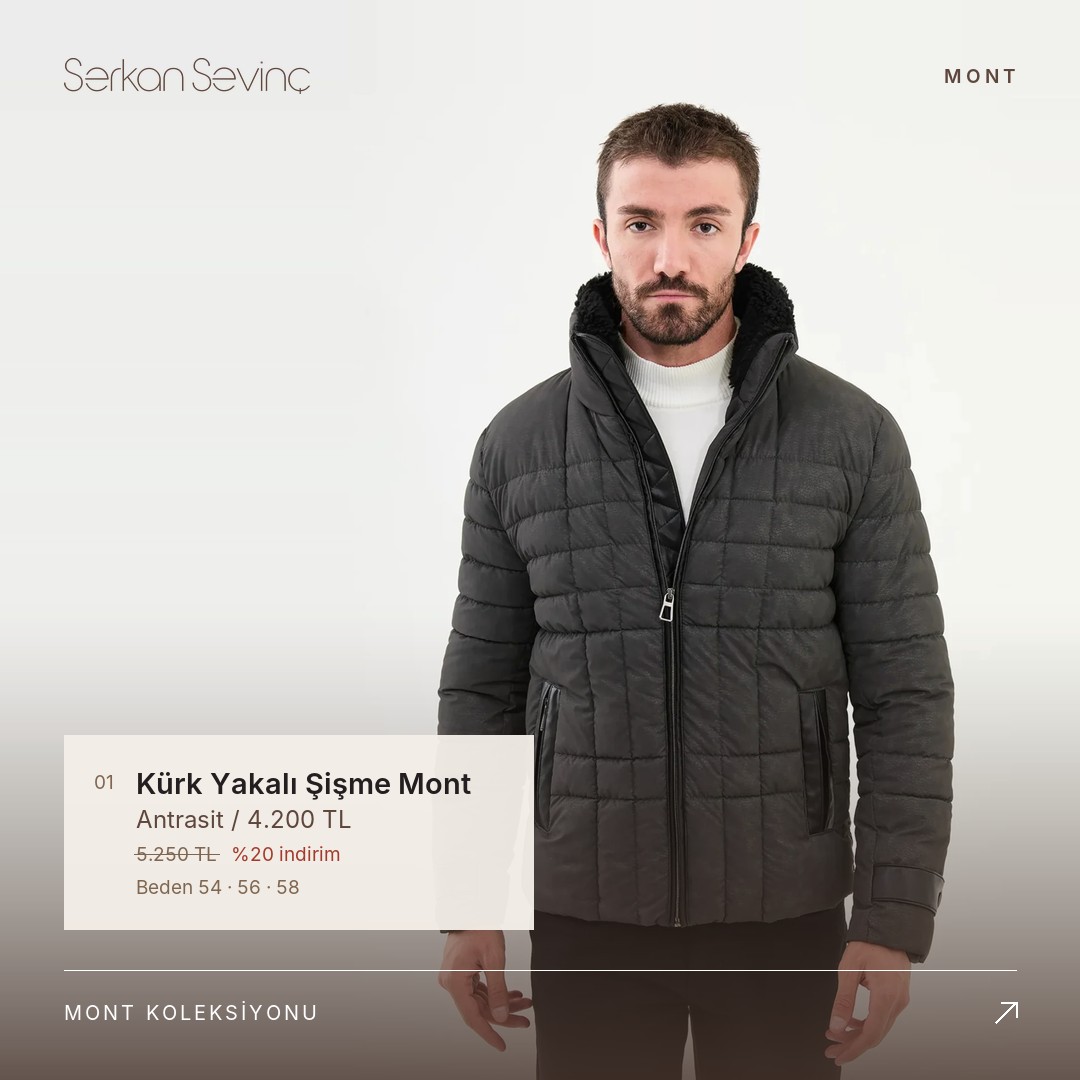 Serkan Sevinç
MONT
01 Kürk Yakalı Şişme Mont
Antrasit / 4.200 TL
5.250 TL %20 indirim
Beden 54 · 56 · 58
MONT KOLEKSİYONU